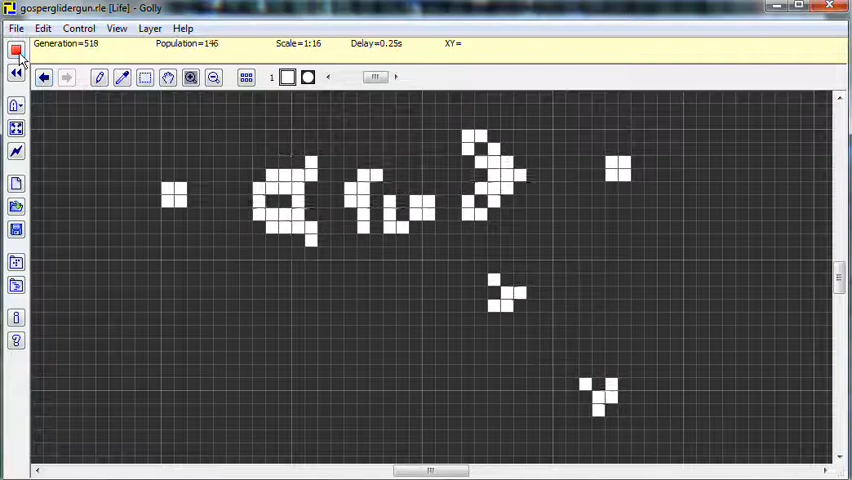 gosperglidergun.rle [Life] - Golly
File Edit Control View Layer Help
Generation=518 Population=146 Scale=1:16 Delay=0.25s XY=
1